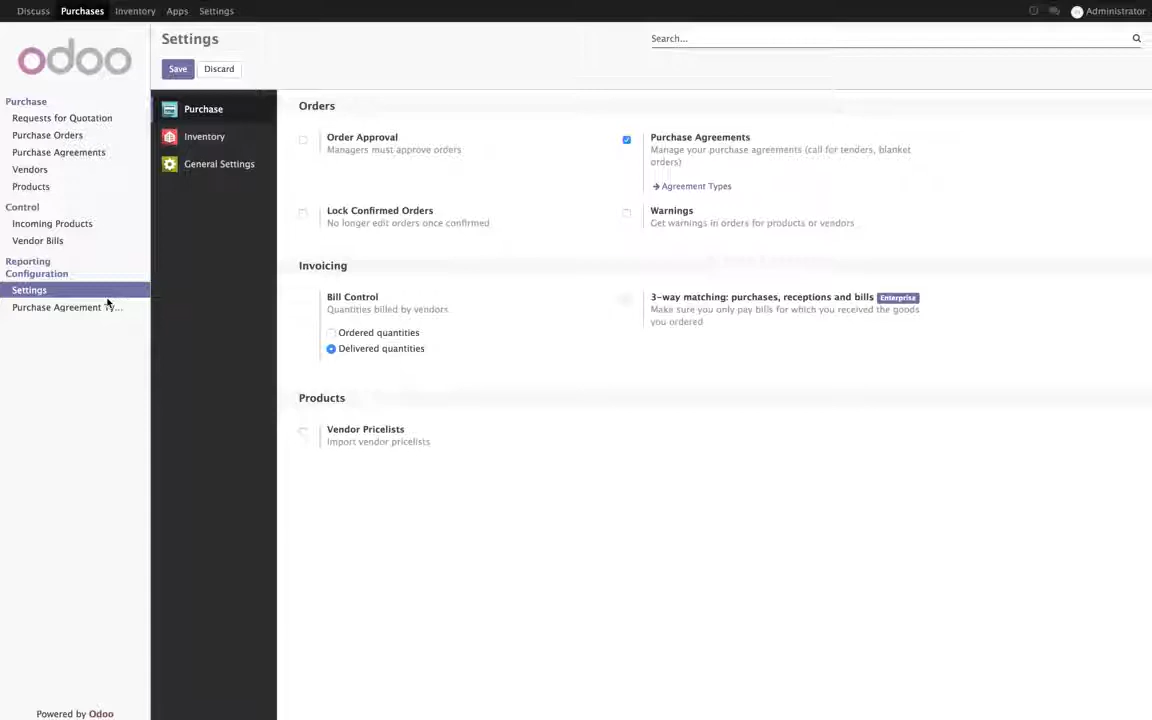 Discuss Purchases Inventory Apps Settings Administrator
odoo
Purchase
Requests for Quotation
Purchase Orders
Purchase Agreements
Vendors
Products
Control
Incoming Products
Vendor Bills
Reporting
Configuration
Settings
Purchase Agreement Ty...
Powered by Odoo
Settings
Search...
Save Discard
Purchase
Inventory
General Settings
Orders
Order Approval
Managers must approve orders
Purchase Agreements
Manage your purchase agreements (call for tenders, blanket
orders)
Agreement Types
Lock Confirmed Orders
No longer edit orders once confirmed
Warnings
Get warnings in orders for products or vendors
Invoicing
Bill Control
Quantities billed by vendors
Ordered quantities
Delivered quantities
3-way matching: purchases, receptions and bills Enterprise
Make sure you only pay bills for which you received the goods
you ordered
Products
Vendor Pricelists
Import vendor pricelists